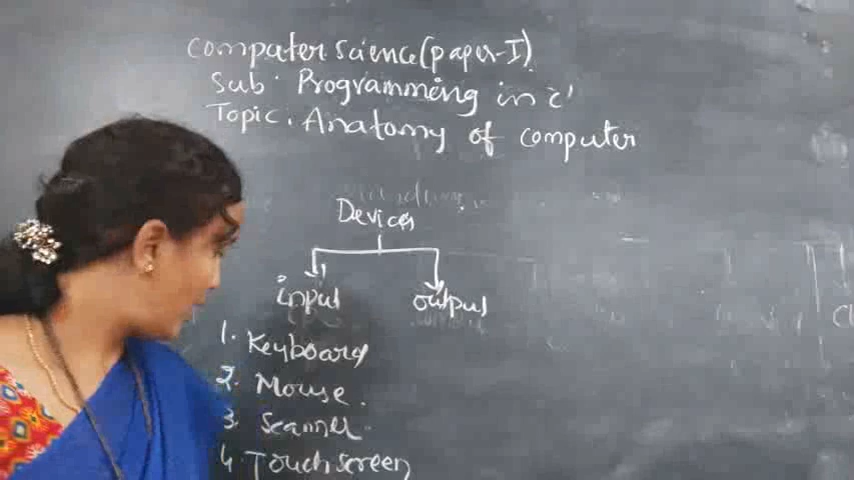 Computer Science (paper-I)
Sub. Programming in 'c'
Topic. Anatomy of computer
Devices
input output
1. Keyboard
2. Mouse.
3. Scanner.
4. Touch screen